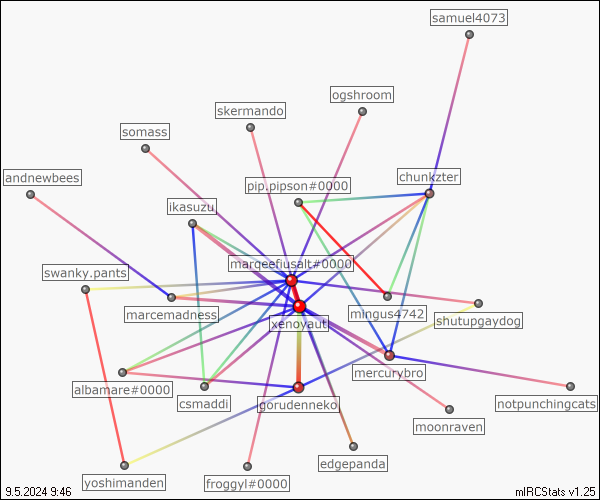 samuel4073
ogshroom
skermando
somass
andnewbees
chunkzter
pip.pipson#0000
ikasuzu
marqeefiusalt#0000
swanky.pants
marcemadness
mingus4742
shutupgaydog
xenoyaut
mercurybro
albamare#0000
csmaddi
gorudenneko
notpunchingcats
moonraven
edgepanda
yoshimanden
froggyl#0000
9.5.2024 9:46
mIRCStats v1.25